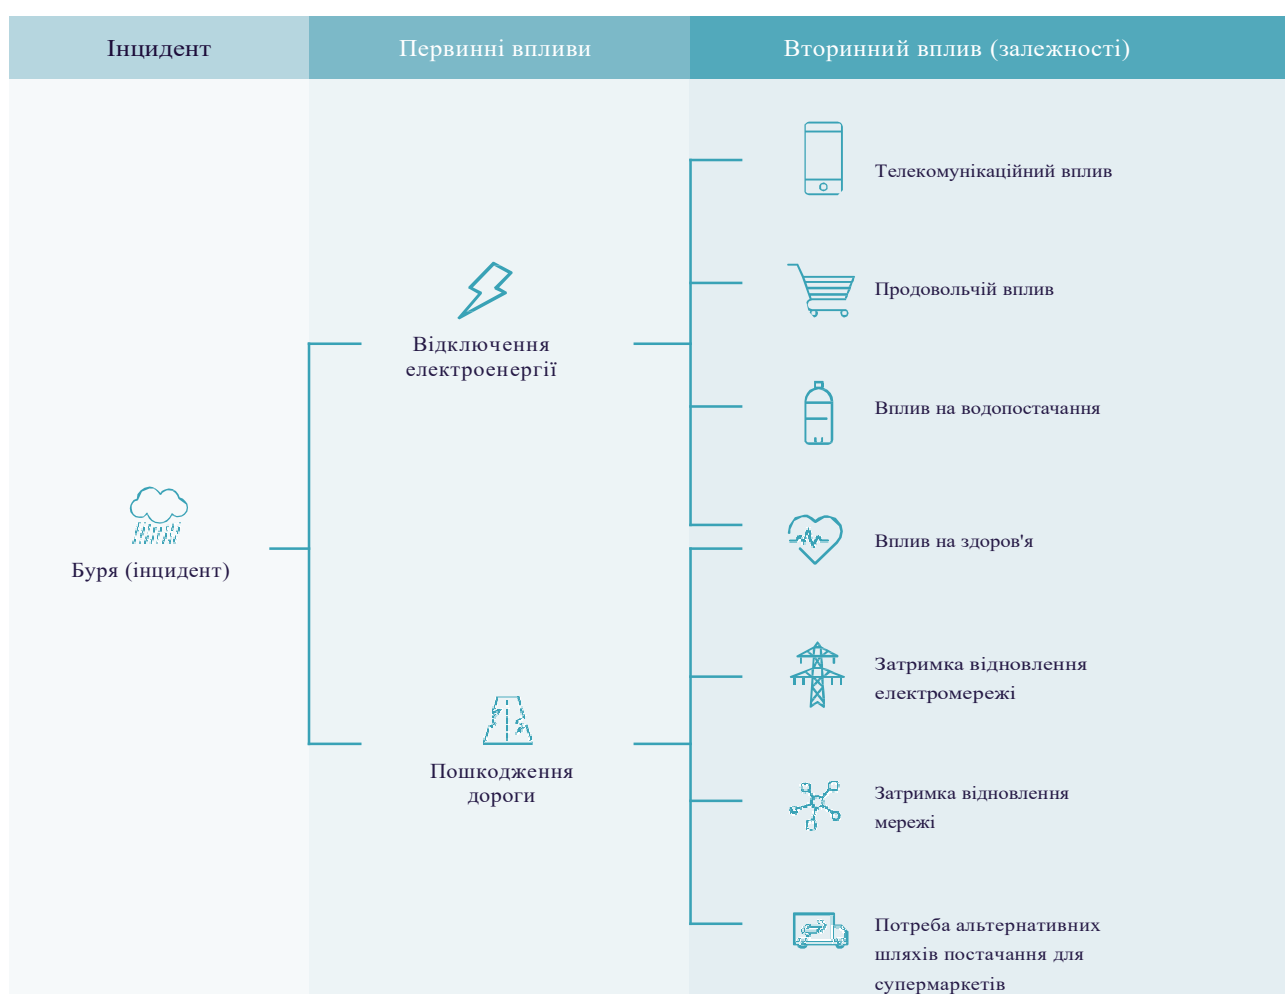 Інцидент
Первинні впливи
Вторинний вплив (залежності)
Телекомунікаційний вплив
Продовольчій вплив
Відключення
електроенергії
Вплив на водопостачання
Вплив на здоров'я
Буря (інцидент)
Затримка відновлення
електромережі
Пошкодження
дороги
Затримка відновлення
мережі
Потреба альтернативних
шляхів постачання для
супермаркетів